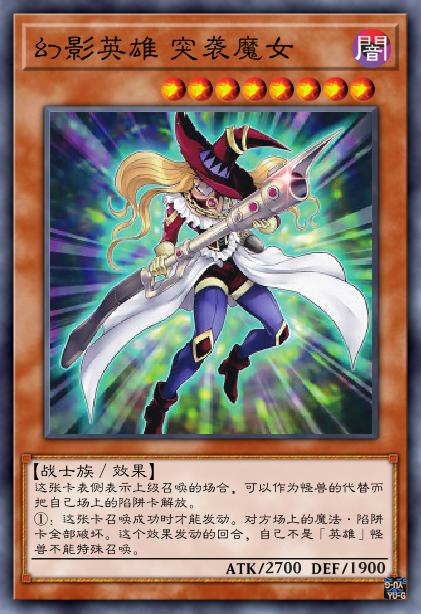 幻影英雄 突袭魔女
闇
【战士族／效果】
这张卡表侧表示上级召唤的场合，可以作为怪兽的代替而
把自己场上的陷阱卡解放。
①：这张卡召唤成功时才能发动。对方场上的魔法·陷阱
卡全部破坏。这个效果发动的回合，自己不是「英雄」怪
兽不能特殊召唤。
ATK/2700 DEF/1900